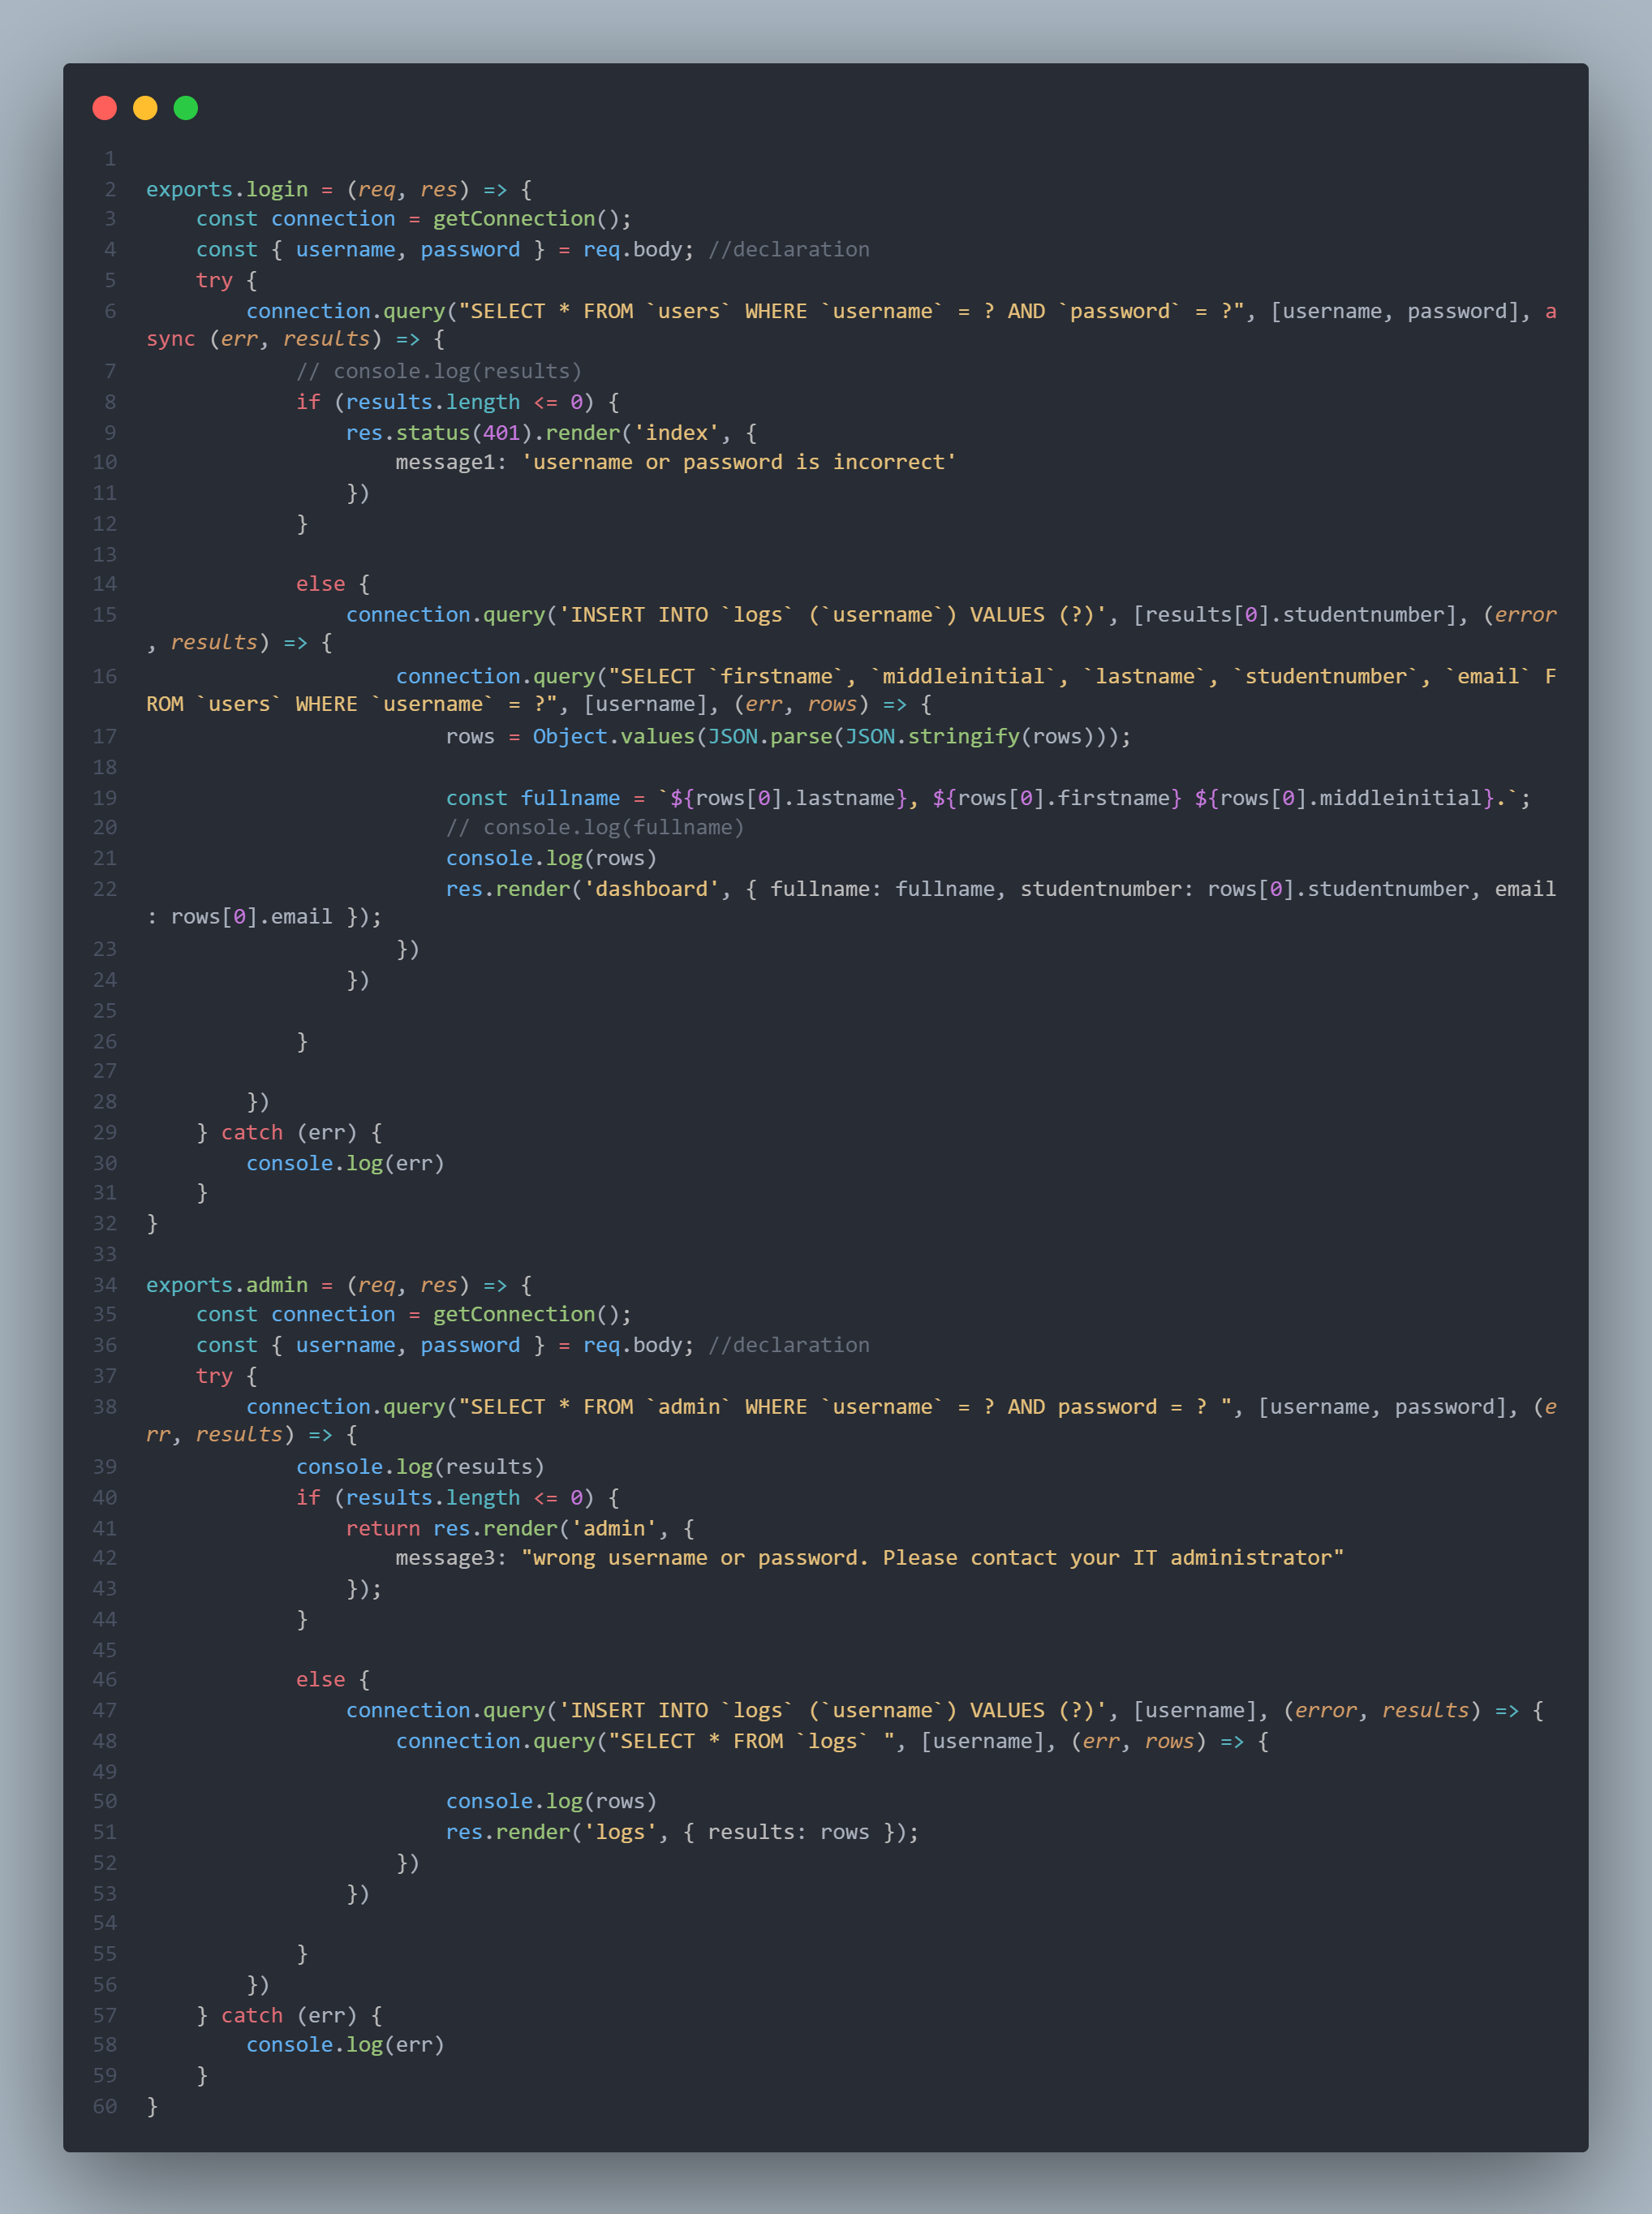 1
2 exports.login = (req, res) => {
3     const connection = getConnection();
4     const { username, password } = req.body; //declaration
5     try {
6         connection.query("SELECT * FROM `users` WHERE `username` = ? AND `password` = ?", [username, password], a
sync (err, results) => {
7             // console.log(results)
8             if (results.length <= 0) {
9                 res.status(401).render('index', {
10                     message1: 'username or password is incorrect'
11                 })
12             }
13
14             else {
15                 connection.query('INSERT INTO `logs` (`username`) VALUES (?)', [results[0].studentnumber], (error
, results) => {
16                     connection.query("SELECT `firstname`, `middleinitial`, `lastname`, `studentnumber`, `email` F
ROM `users` WHERE `username` = ?", [username], (err, rows) => {
17                         rows = Object.values(JSON.parse(JSON.stringify(rows)));
18
19                         const fullname = `${rows[0].lastname}, ${rows[0].firstname} ${rows[0].middleinitial}.`;
20                         // console.log(fullname)
21                         console.log(rows)
22                         res.render('dashboard', { fullname: fullname, studentnumber: rows[0].studentnumber, email
: rows[0].email });
23                     })
24                 })
25
26             }
27
28         })
29     } catch (err) {
30         console.log(err)
31     }
32 }
33
34 exports.admin = (req, res) => {
35     const connection = getConnection();
36     const { username, password } = req.body; //declaration
37     try {
38         connection.query("SELECT * FROM `admin` WHERE `username` = ? AND password = ? ", [username, password], (e
rr, results) => {
39             console.log(results)
40             if (results.length <= 0) {
41                 return res.render('admin', {
42                     message3: "wrong username or password. Please contact your IT administrator"
43                 });
44             }
45
46             else {
47                 connection.query('INSERT INTO `logs` (`username`) VALUES (?)', [username], (error, results) => {
48                     connection.query("SELECT * FROM `logs` ", [username], (err, rows) => {
49
50                         console.log(rows)
51                         res.render('logs', { results: rows });
52                     })
53                 })
54
55             }
56         })
57     } catch (err) {
58         console.log(err)
59     }
60 }